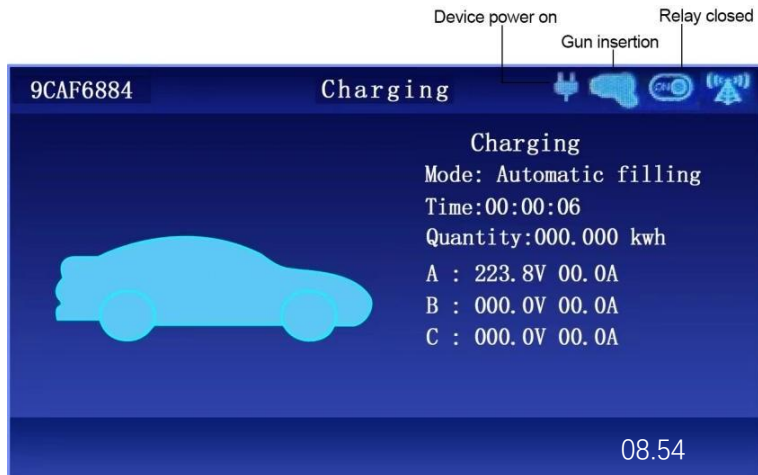 Device power on
Relay closed
Gun insertion
9CAF6884
Charging
ON
Charging
Mode: Automatic filling
Time:00:00:06
Quantity:000.000 kwh
A : 223.8V 00.0A
B : 000.0V 00.0A
C : 000.0V 00.0A
08.54